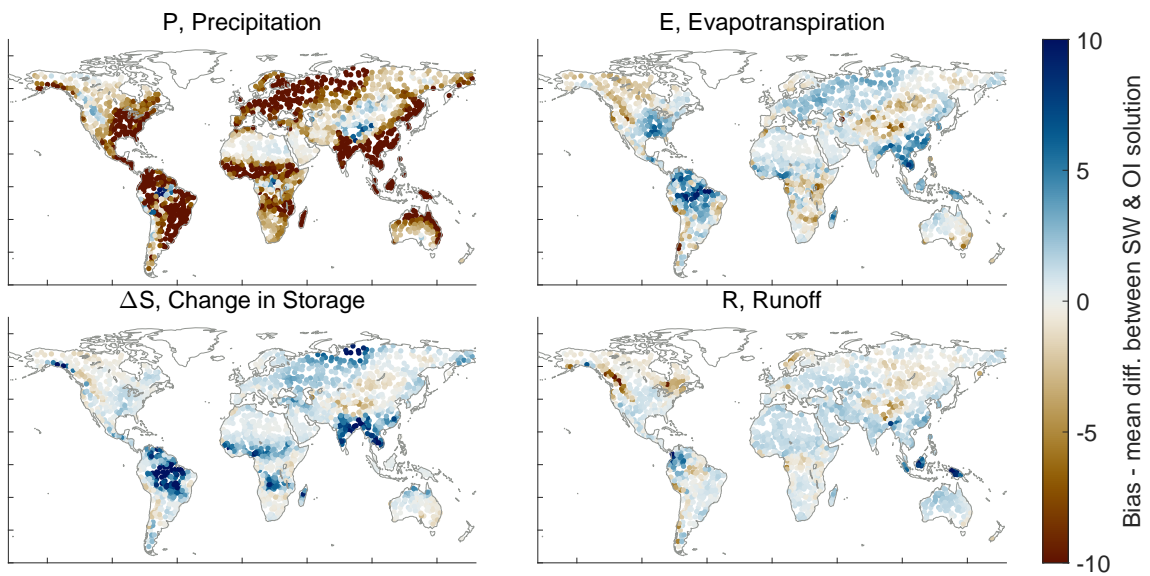 P, Precipitation
E, Evapotranspiration
ΔS, Change in Storage
R, Runoff
10
5
0
-5
-10
Bias - mean diff. between SW & OI solution